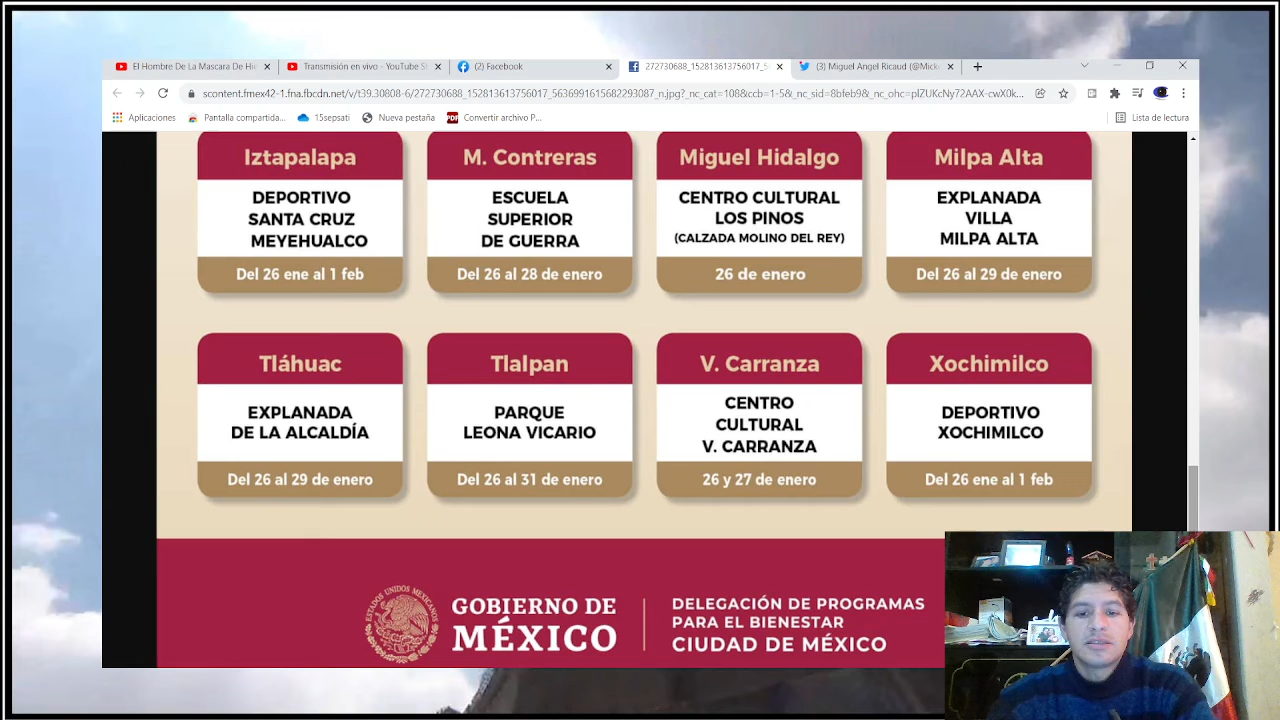 El Hombre De La Mascara De Hie
Transmisión en vivo - YouTube St
(2) Facebook
272730688_152813613756017_5
(3) Miguel Angel Ricaud (@Micka
scontent.fmex42-1.fna.fbcdn.net/v/t39.30808-6/272730688_152813613756017_5636991615682293087_n.jpg?_nc_cat=108&ccb=1-5&_nc_sid=8bfeb9&_nc_ohc=plZUKcNy72AAX-cwX0k...
Aplicaciones
Pantalla compartida...
15sepsati
Nueva pestaña
Convertir archivo P...
Lista de lectura
Iztapalapa
DEPORTIVO
SANTA CRUZ
MEYEHUALCO
Del 26 ene al 1 feb
M. Contreras
ESCUELA
SUPERIOR
DE GUERRA
Del 26 al 28 de enero
Miguel Hidalgo
CENTRO CULTURAL
LOS PINOS
(CALZADA MOLINO DEL REY)
26 de enero
Milpa Alta
EXPLANADA
VILLA
MILPA ALTA
Del 26 al 29 de enero
Tláhuac
EXPLANADA
DE LA ALCALDÍA
Del 26 al 29 de enero
Tlalpan
PARQUE
LEONA VICARIO
Del 26 al 31 de enero
V. Carranza
CENTRO
CULTURAL
V. CARRANZA
26 y 27 de enero
Xochimilco
DEPORTIVO
XOCHIMILCO
Del 26 ene al 1 feb
ESTADOS UNIDOS MEXICANOS
GOBIERNO DE
MÉXICO
DELEGACIÓN DE PROGRAMAS
PARA EL BIENESTAR
CIUDAD DE MÉXICO